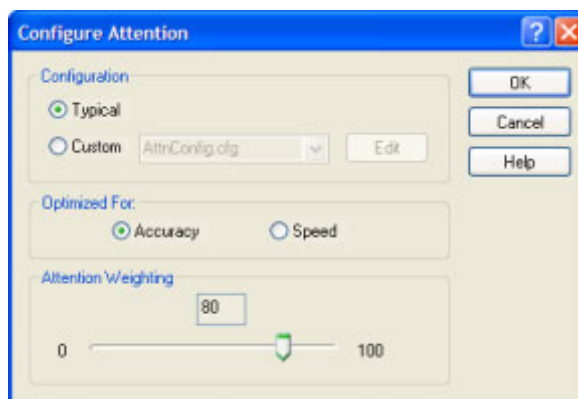 Configure Attention
Configuration
Typical
OK
Custom AttnConfig.cfg Edit
Cancel
Help
Optimized For:
Accuracy Speed
Attention Weighting
80
0 100